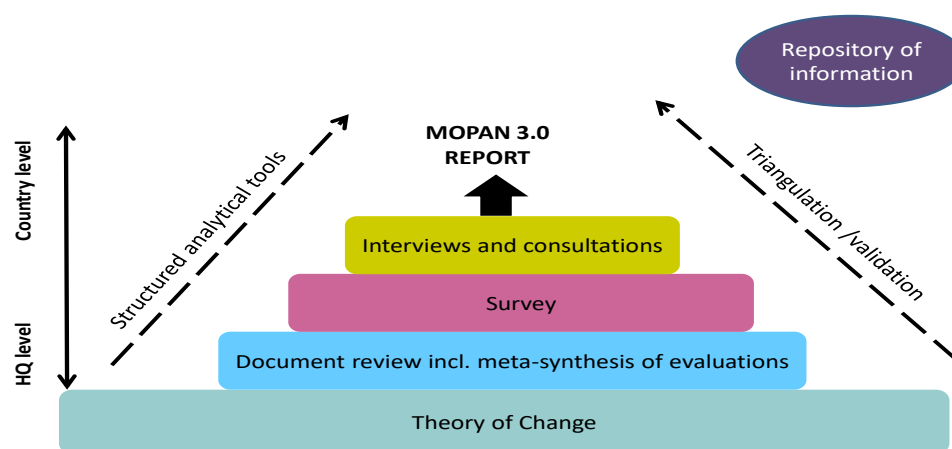 Repository of
information
MOPAN 3.0
REPORT
Country level
HQ level
Structured analytical tools
Triangulation /validation
Interviews and consultations
Survey
Document review incl. meta-synthesis of evaluations
Theory of Change